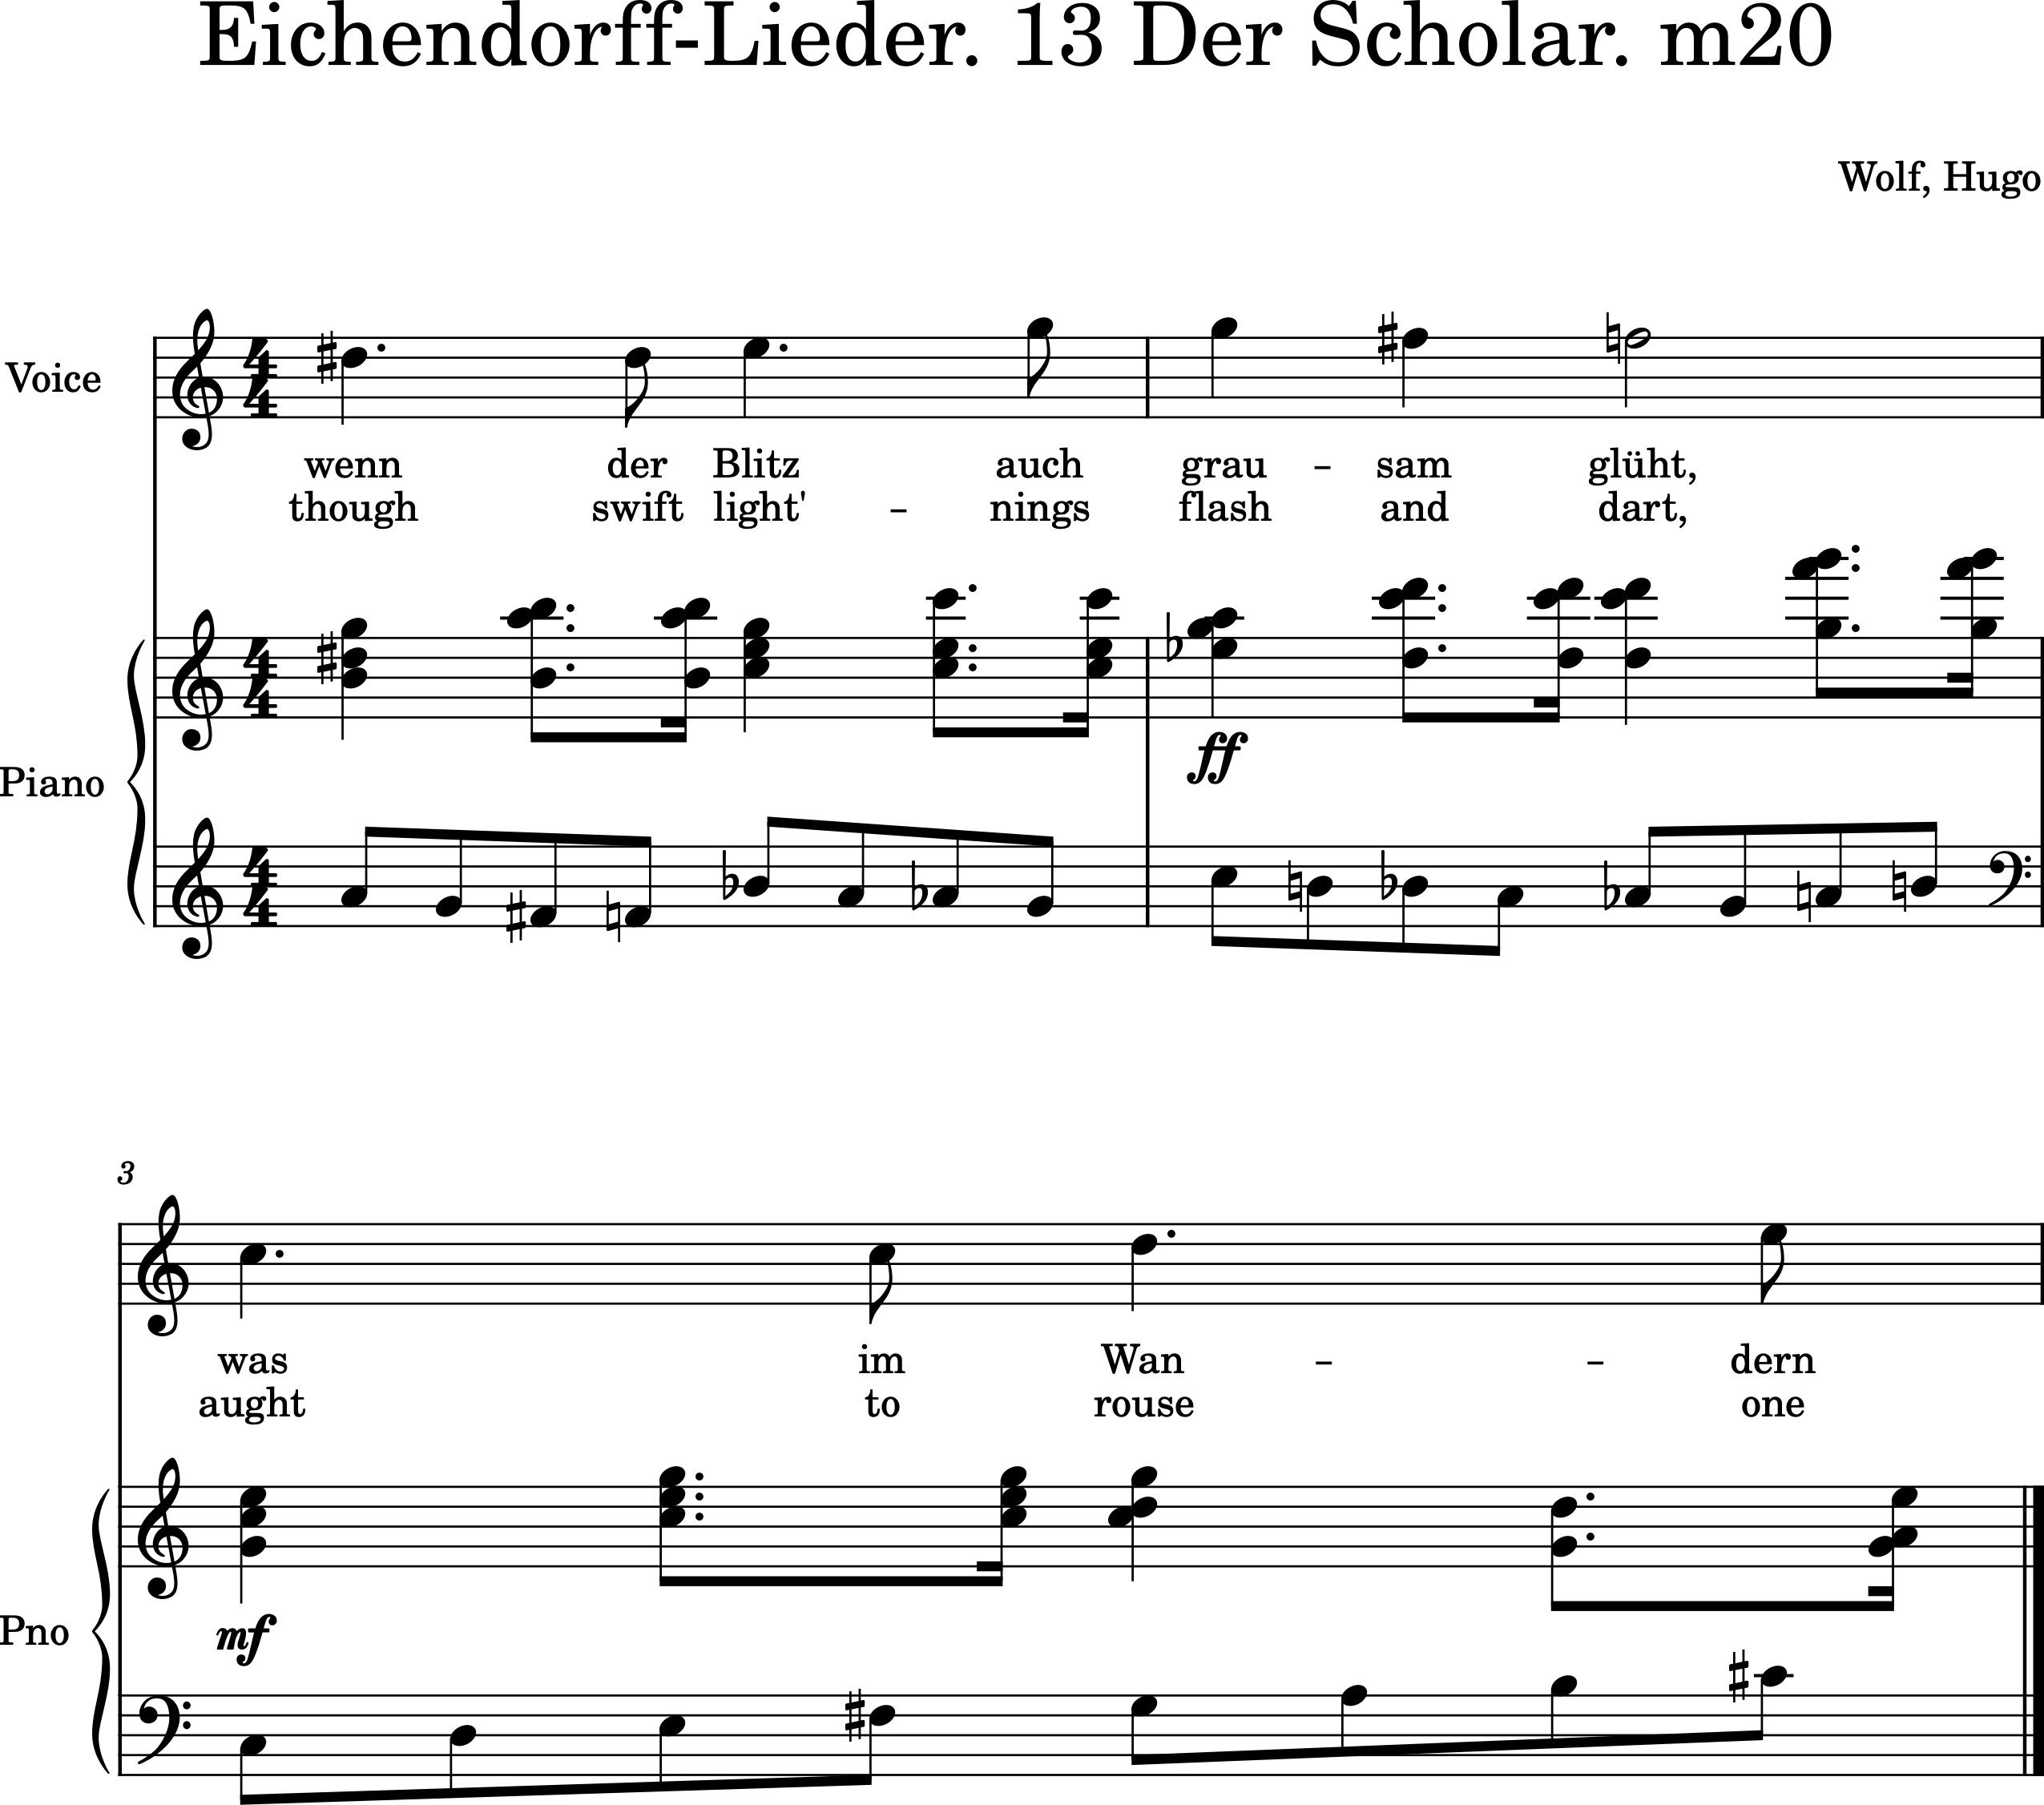 Eichendorff-Lieder. 13 Der Scholar. m20
Wolf, Hugo
Voice
wenn der Blitz auch grau - sam glüht,
though swift light' - nings flash and dart,
ff
Piano
3
was im Wan - - dern
aught to rouse one
mf
Pno